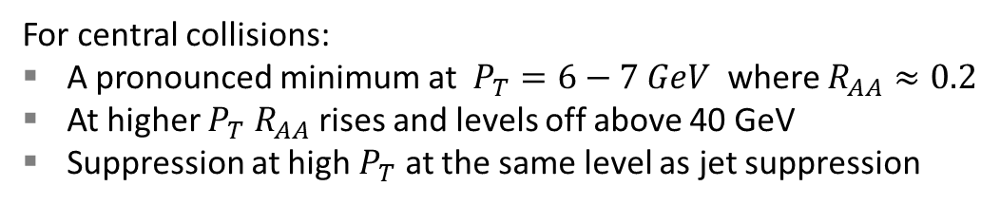 For central collisions:
▪ A pronounced minimum at P_T = 6 − 7 GeV where R_AA ≈ 0.2
▪ At higher P_T R_AA rises and levels off above 40 GeV
▪ Suppression at high P_T at the same level as jet suppression